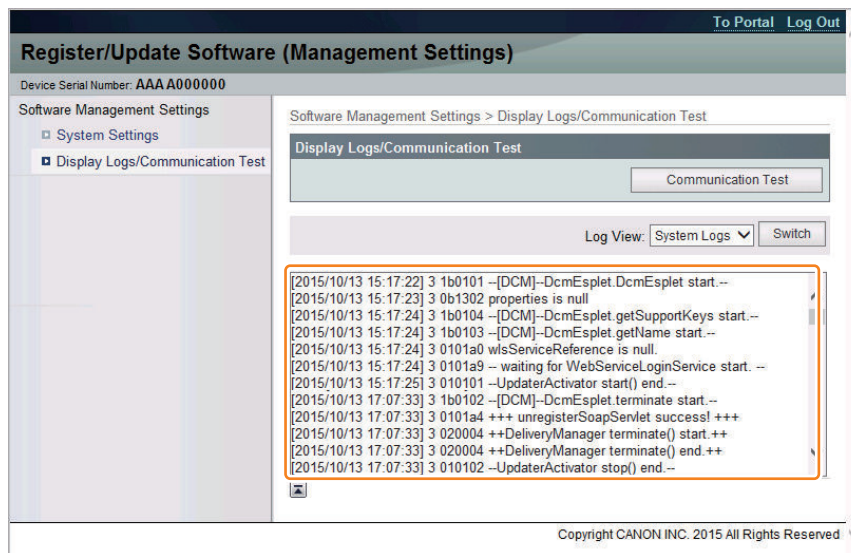 To Portal Log Out
Register/Update Software (Management Settings)
Device Serial Number: AAAA000000
Software Management Settings
System Settings
Display Logs/Communication Test
Software Management Settings > Display Logs/Communication Test
Display Logs/Communication Test
Communication Test
Log View: System Logs Switch
[2015/10/13 15:17:22] 3 1b0101 --[DCM]--DcmEsplet.DcmEsplet start.--
[2015/10/13 15:17:23] 3 0b1302 properties is null
[2015/10/13 15:17:24] 3 1b0104 --[DCM]--DcmEsplet.getSupportKeys start.--
[2015/10/13 15:17:24] 3 1b0103 --[DCM]--DcmEsplet.getName start.--
[2015/10/13 15:17:24] 3 0101a0 wlsServiceReference is null.
[2015/10/13 15:17:24] 3 0101a9 -- waiting for WebServiceLoginService start. --
[2015/10/13 15:17:25] 3 010101 --UpdaterActivator start() end.--
[2015/10/13 17:07:33] 3 1b0102 --[DCM]--DcmEsplet.terminate start.--
[2015/10/13 17:07:33] 3 0101a4 +++ unregisterSoapServlet success! +++
[2015/10/13 17:07:33] 3 020004 ++DeliveryManager terminate() start.++
[2015/10/13 17:07:33] 3 020004 ++DeliveryManager terminate() end.++
[2015/10/13 17:07:33] 3 010102 --UpdaterActivator stop() end.--
Copyright CANON INC. 2015 All Rights Reserved